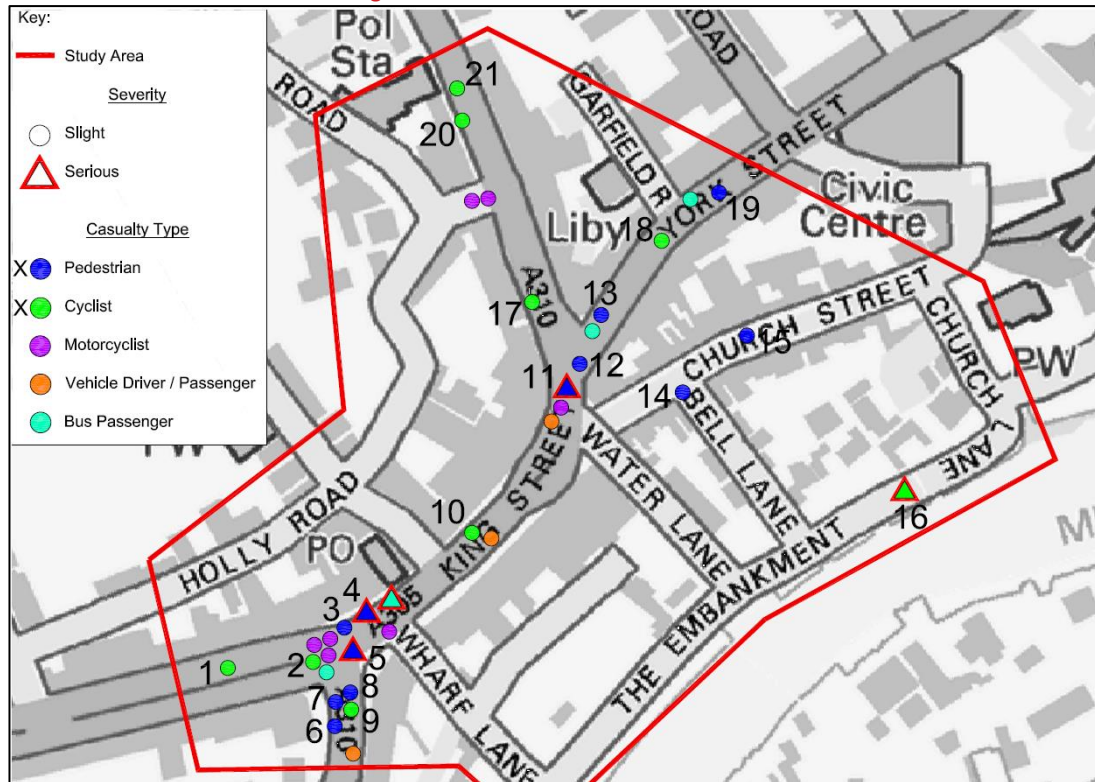 Key:
Study Area
Severity
Slight
Serious
Casualty Type
X Pedestrian
X Cyclist
Motorcyclist
Vehicle Driver / Passenger
Bus Passenger
Pol
Sta
ROAD
ROAD
21
20
GARFIELD R
YORK STREET
19
18
Liby
Civic
Centre
A310
17
13
12
11
CHURCH STREET
15
14
BELL LANE
CHURCH LANE
PW
WATER LANE
KING STREET
10
HOLLY ROAD
PO
16
THE EMBANKMENT
4
3
A305
5
WHARF LANE
1
2
8
7
9
6
A310